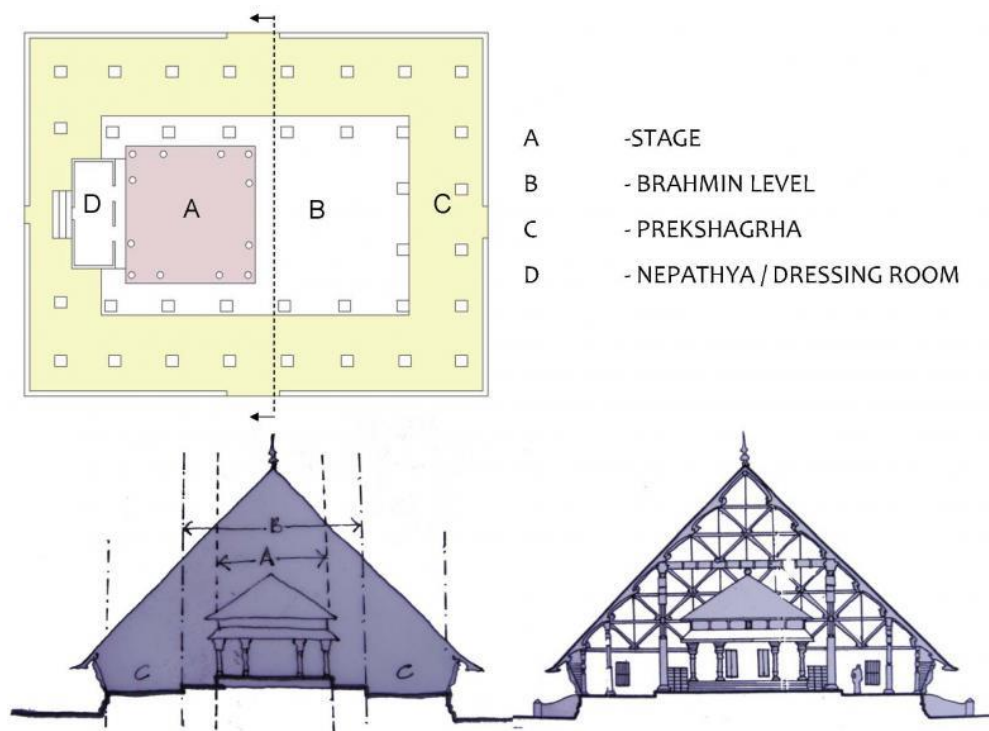 D
A
B
C
A -STAGE
B - BRAHMIN LEVEL
C - PREKSHAGRHA
D - NEPATHYA / DRESSING ROOM
B
A
C
C